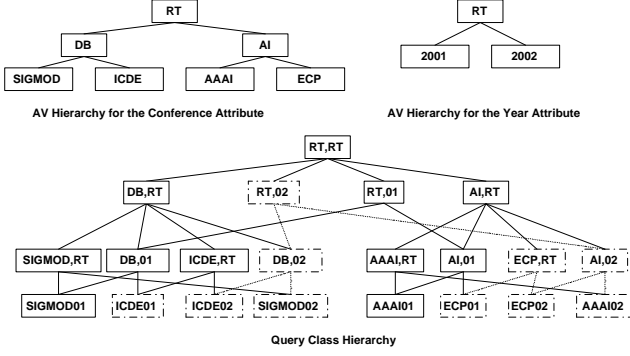 RT RT
DB AI
2001 2002
SIGMOD ICDE AAAI ECP
AV Hierarchy for the Conference Attribute AV Hierarchy for the Year Attribute
RT,RT
DB,RT RT,02 RT,01 AI,RT
SIGMOD,RT DB,01 ICDE,RT DB,02 AAAI,RT AI,01 ECP,RT AI,02
SIGMOD01 ICDE01 ICDE02 SIGMOD02 AAAI01 ECP01 ECP02 AAAI02
Query Class Hierarchy